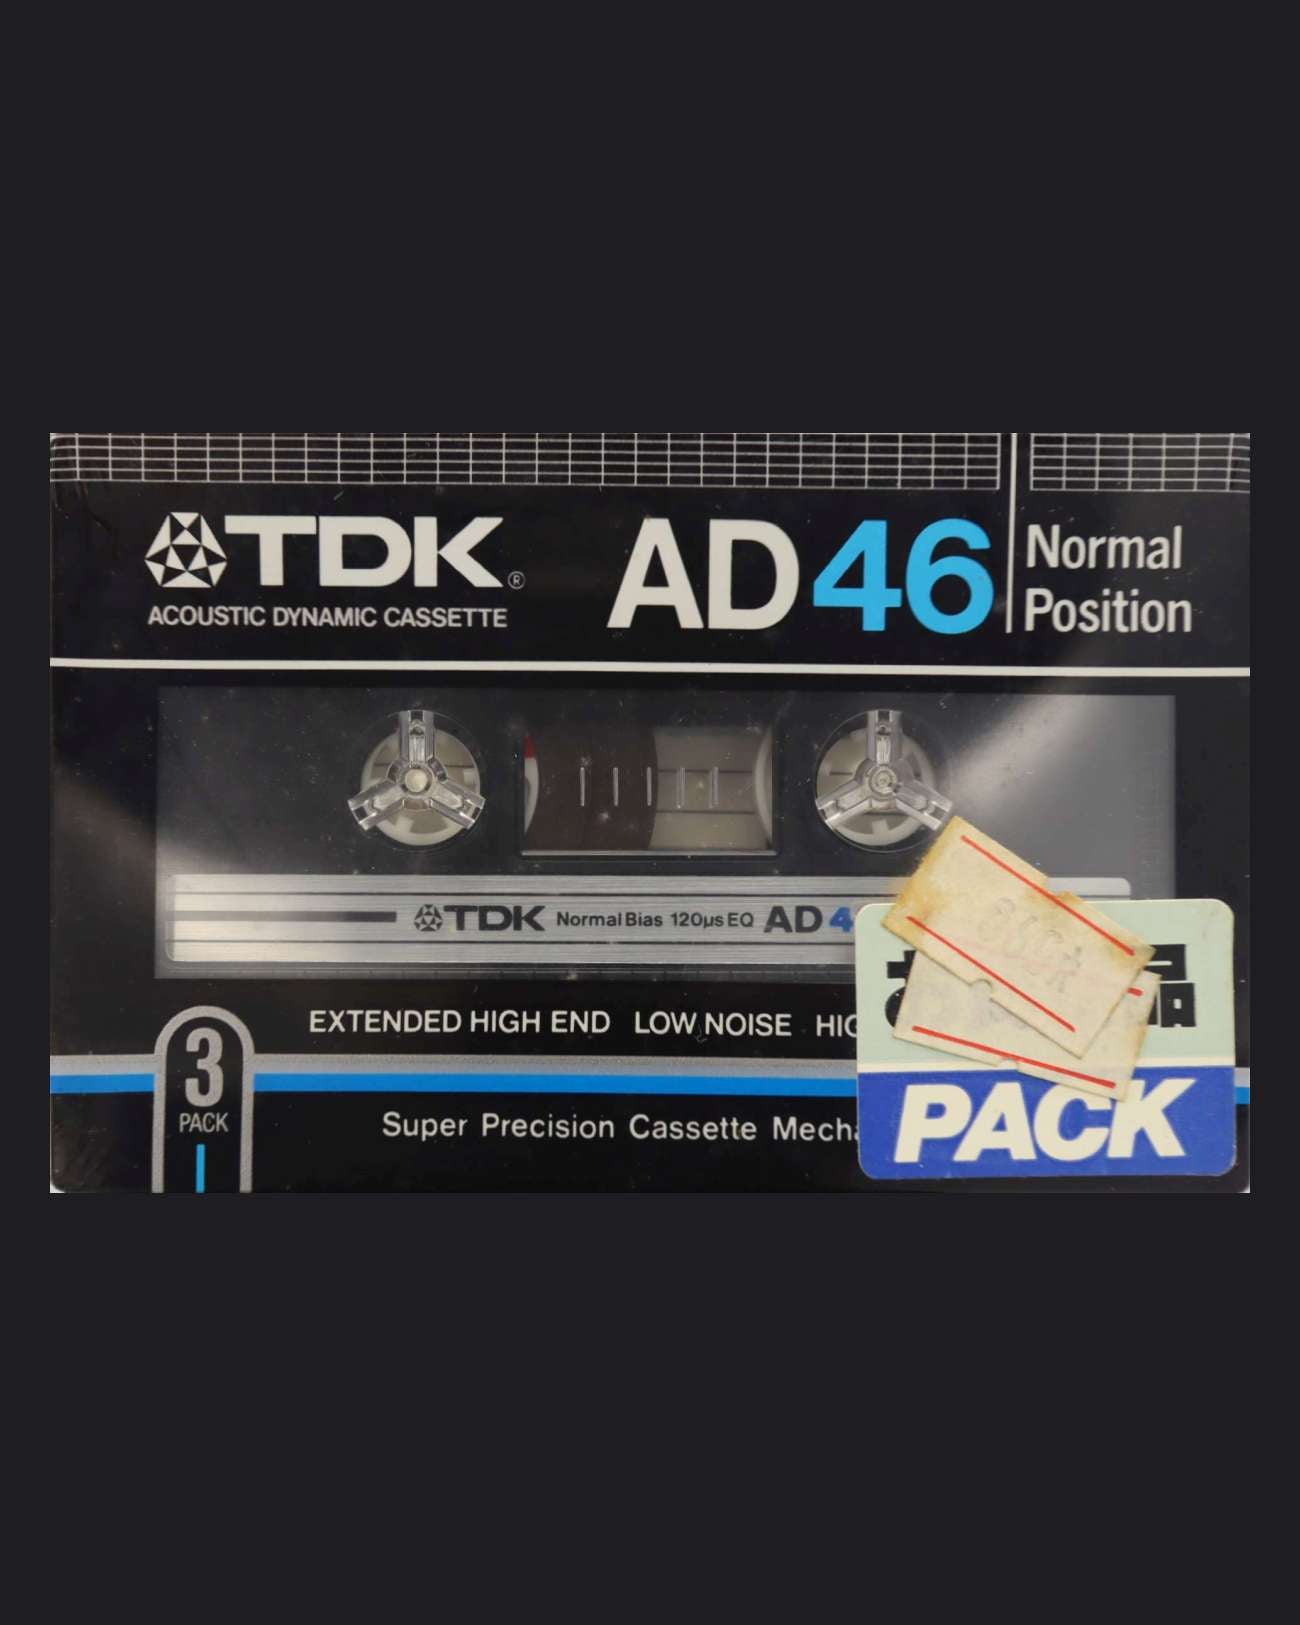 TDK®
ACOUSTIC DYNAMIC CASSETTE
AD 46
Normal
Position
TDK Normal Bias 120µs EQ AD
EXTENDED HIGH END LOW NOISE
3
PACK
Super Precision Cassette
PACK